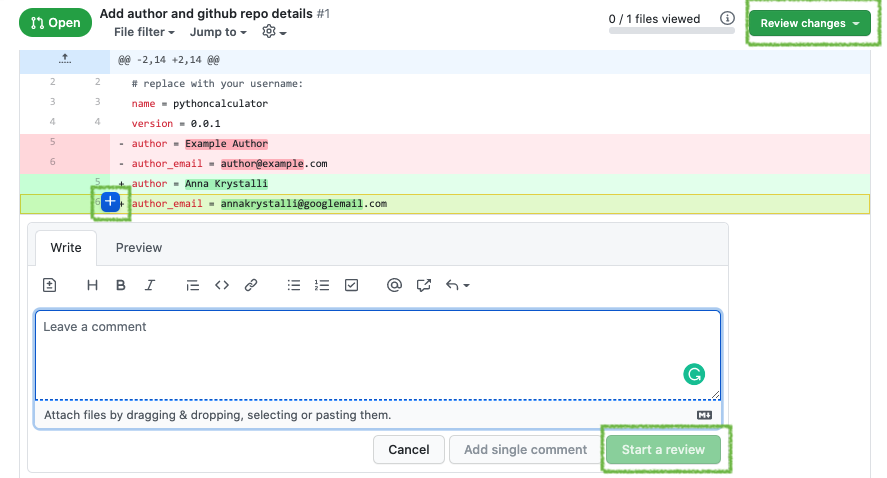 Open
Add author and github repo details #1
File filter Jump to
0 / 1 files viewed
Review changes
@@ -2,14 +2,14 @@
2 2 # replace with your username:
3 3 name = pythoncalculator
4 4 version = 0.0.1
5 - author = Example Author
6 - author_email = author@example.com
5 + author = Anna Krystalli
6 + author_email = annakrystalli@googlemail.com
Write Preview
H B I
Leave a comment
Attach files by dragging & dropping, selecting or pasting them.
Cancel Add single comment Start a review